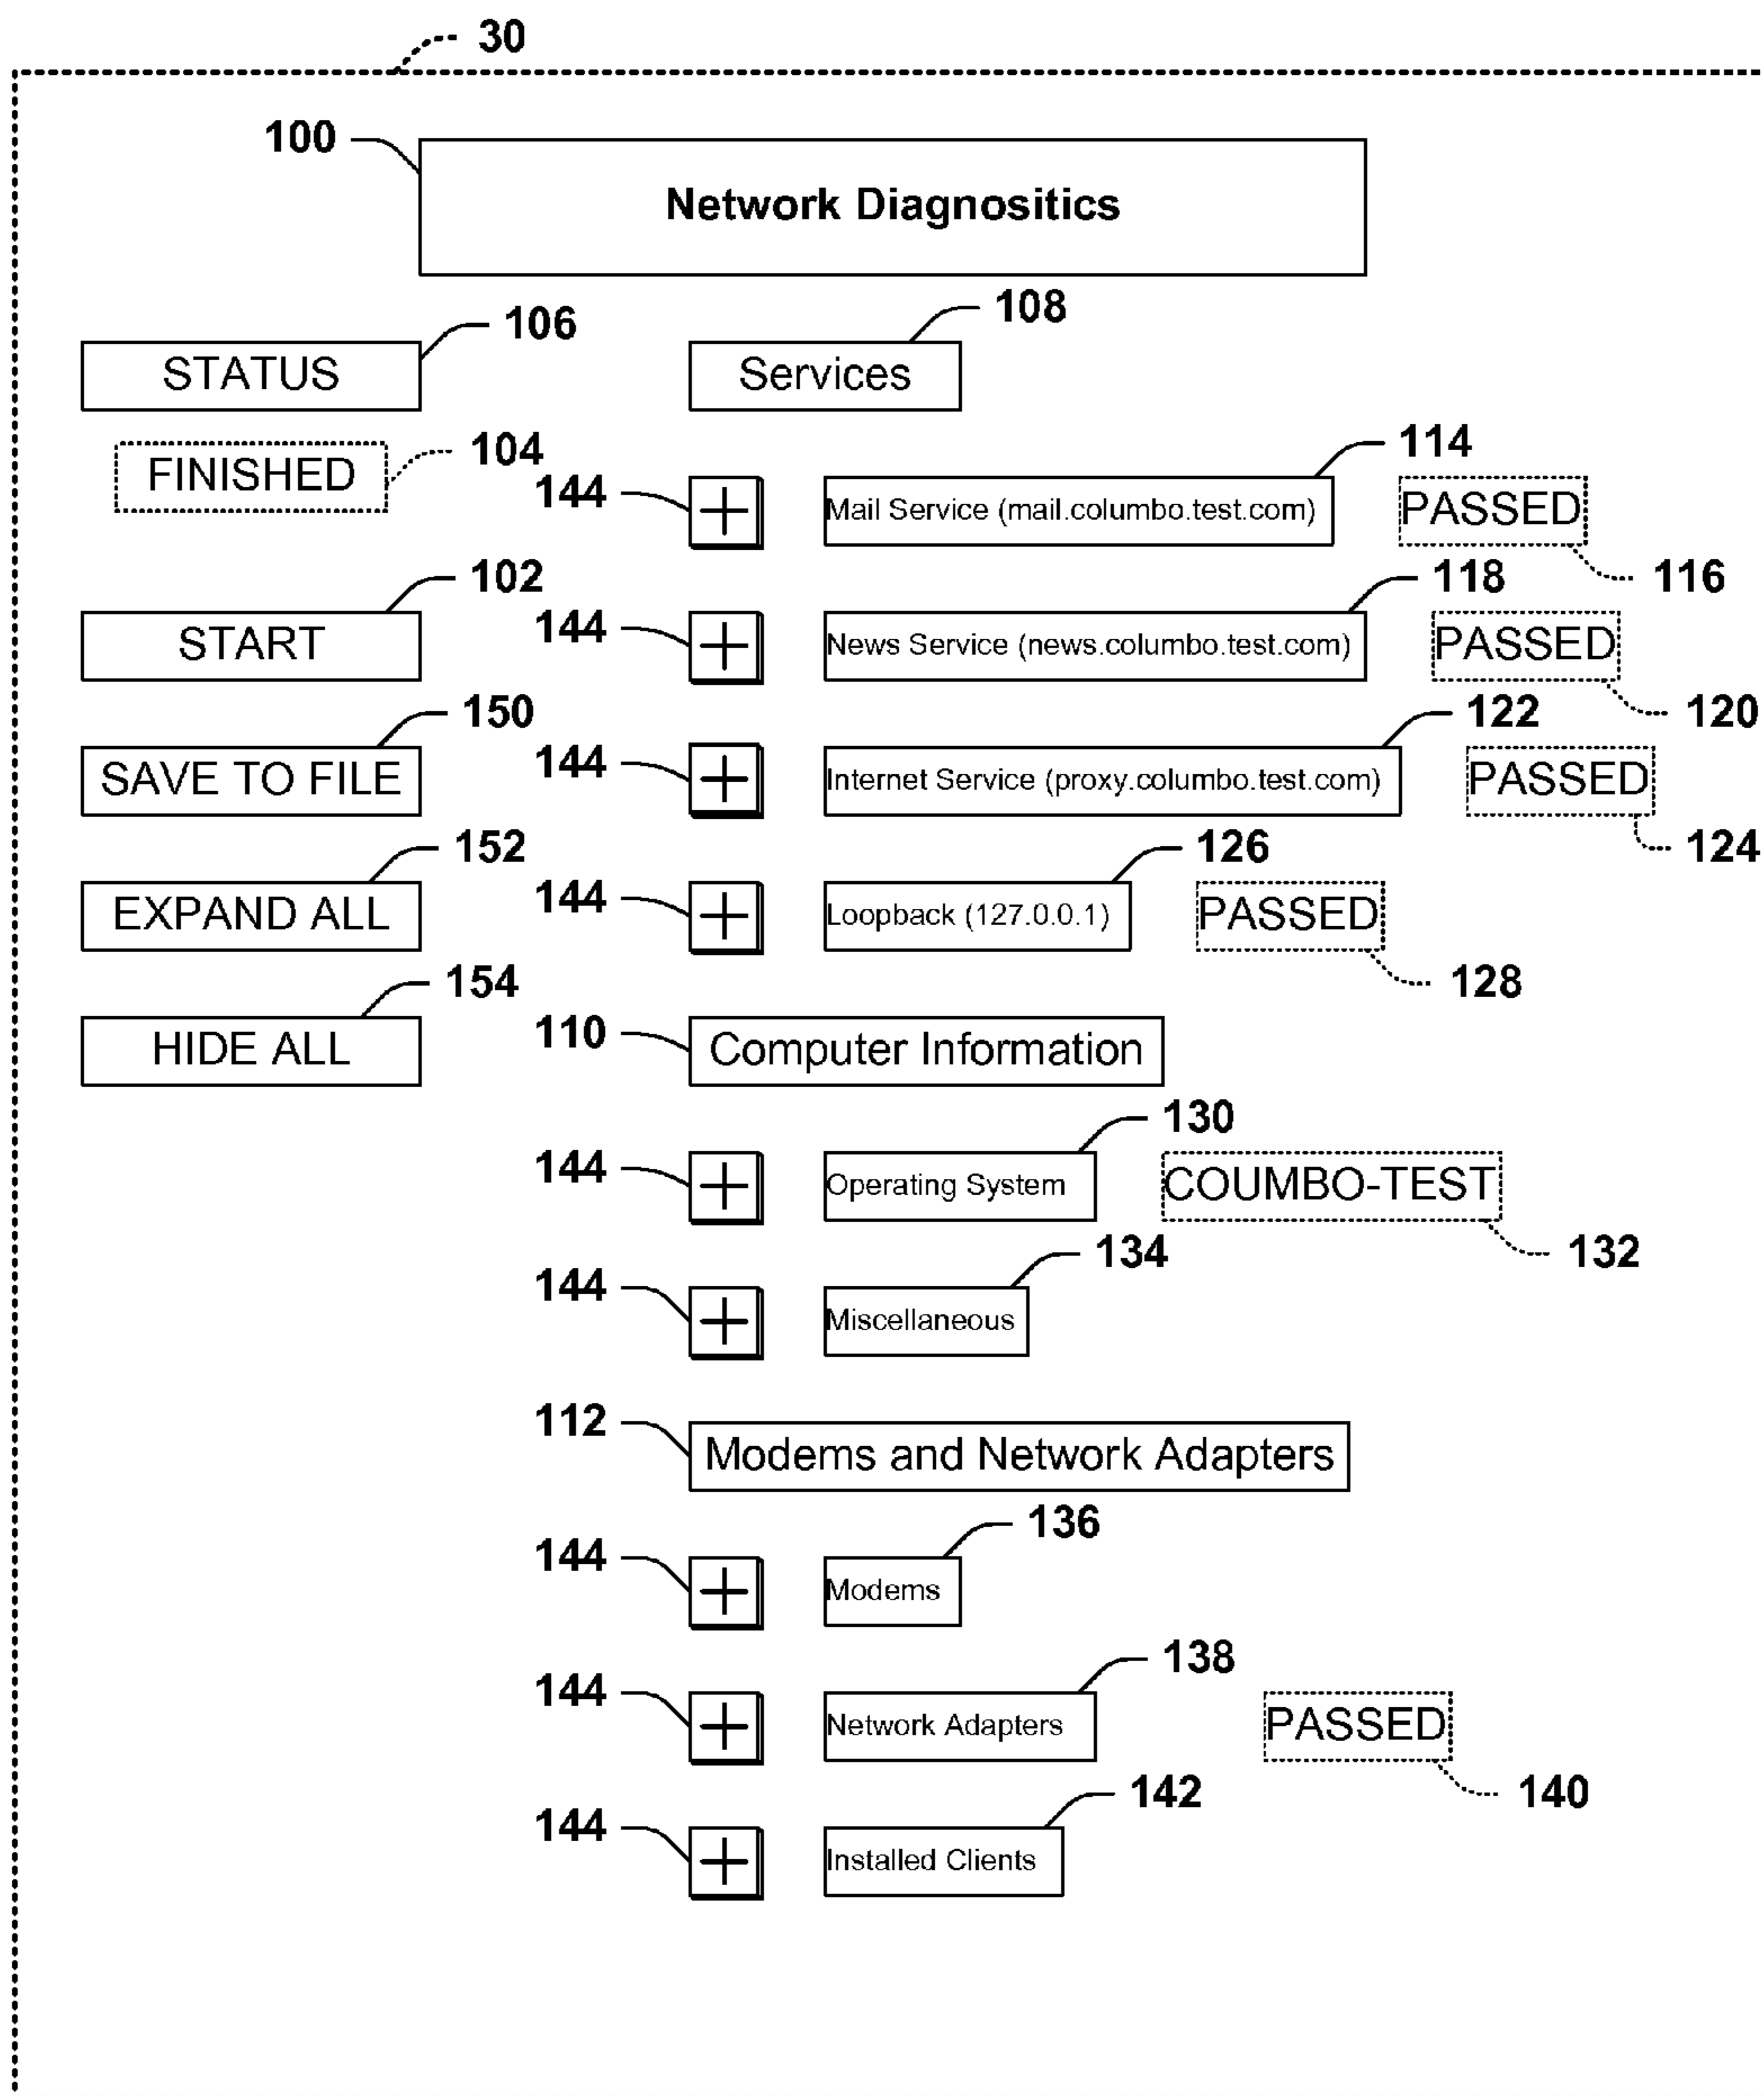 30
100
Network Diagnositics
106
108
STATUS
Services
104
114
FINISHED
144
Mail Service (mail.columbo.test.com)
PASSED
102
118
116
START
144
News Service (news.columbo.test.com)
PASSED
150
122
120
SAVE TO FILE
144
Internet Service (proxy.columbo.test.com)
PASSED
152
126
124
EXPAND ALL
144
Loopback (127.0.0.1)
PASSED
154
128
HIDE ALL
110
Computer Information
130
144
Operating System
COUMBO-TEST
134
132
144
Miscellaneous
112
Modems and Network Adapters
136
144
Modems
138
144
Network Adapters
PASSED
142
140
144
Installed Clients